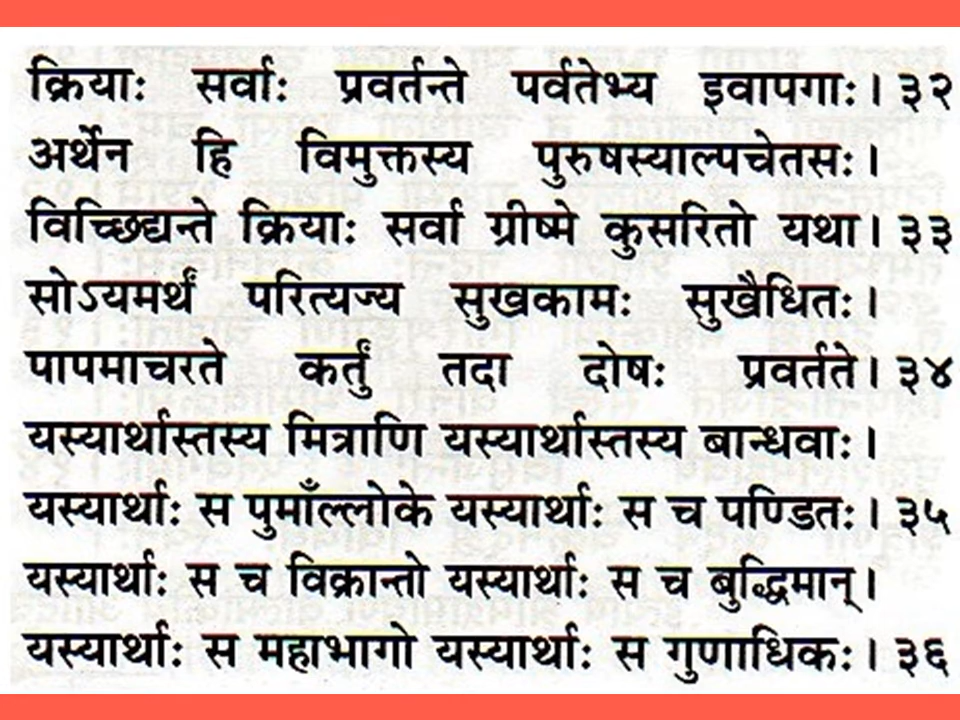 क्रियाः सर्वाः प्रवर्तन्ते पर्वतेभ्य इवापगाः। ३२
अर्थेन हि विमुक्तस्य पुरुषस्याल्पचेतसः।
विच्छिद्यन्ते क्रियाः सर्वा ग्रीष्मे कुसरितो यथा। ३३
सोऽयमर्थं परित्यज्य सुखकामः सुखैधितः।
पापमाचरते कर्तुं तदा दोषः प्रवर्तते। ३४
यस्यार्थास्तस्य मित्राणि यस्यार्थास्तस्य बान्धवाः।
यस्यार्थाः स पुमाँल्लोके यस्यार्थाः स च पण्डितः। ३५
यस्यार्थाः स च विक्रान्तो यस्यार्थाः स च बुद्धिमान्।
यस्यार्थाः स महाभागो यस्यार्थाः स गुणाधिकः। ३६